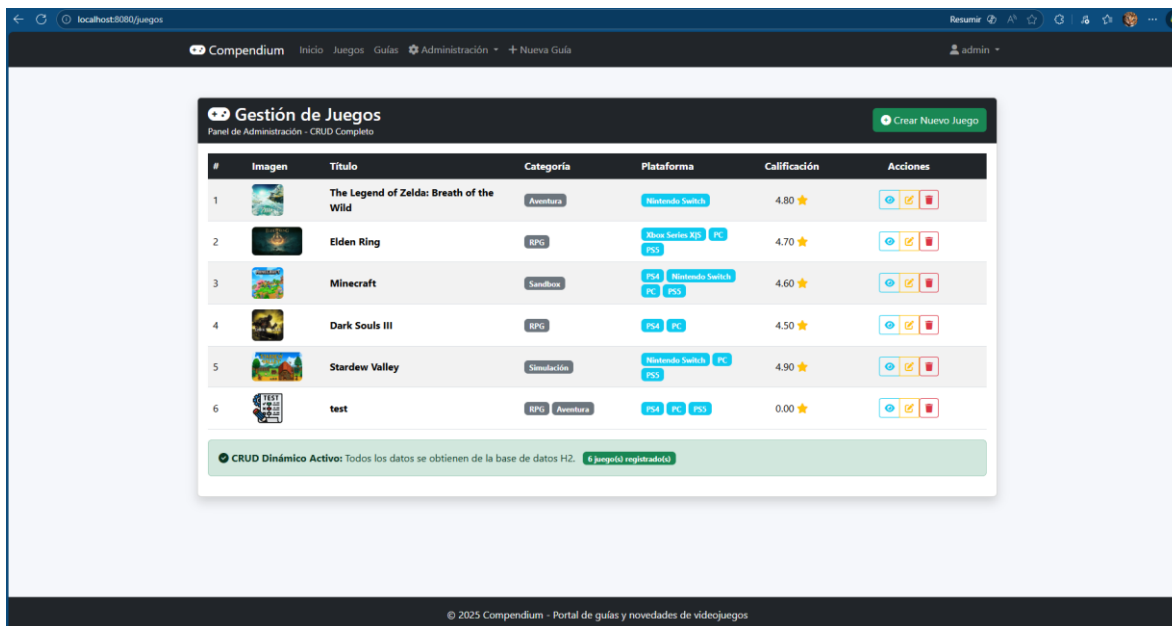 localhost:8080/juegos Resumir
Compendium Inicio Juegos Guías Administración + Nueva Guía admin
Gestión de Juegos
Panel de Administración - CRUD Completo
Crear Nuevo Juego
# Imagen Título Categoría Plataforma Calificación Acciones
1 The Legend of Zelda: Breath of the Wild Aventura Nintendo Switch 4.80
2 Elden Ring RPG Xbox Series X|S PC PS5 4.70
3 Minecraft Sandbox PS4 Nintendo Switch PC PS5 4.60
4 Dark Souls III RPG PS4 PC 4.50
5 Stardew Valley Simulación Nintendo Switch PC PS5 4.90
6 TEST test RPG Aventura PS4 PC PS5 0.00
CRUD Dinámico Activo: Todos los datos se obtienen de la base de datos H2. 6 juego(s) registrado(s)
© 2025 Compendium - Portal de guías y novedades de videojuegos